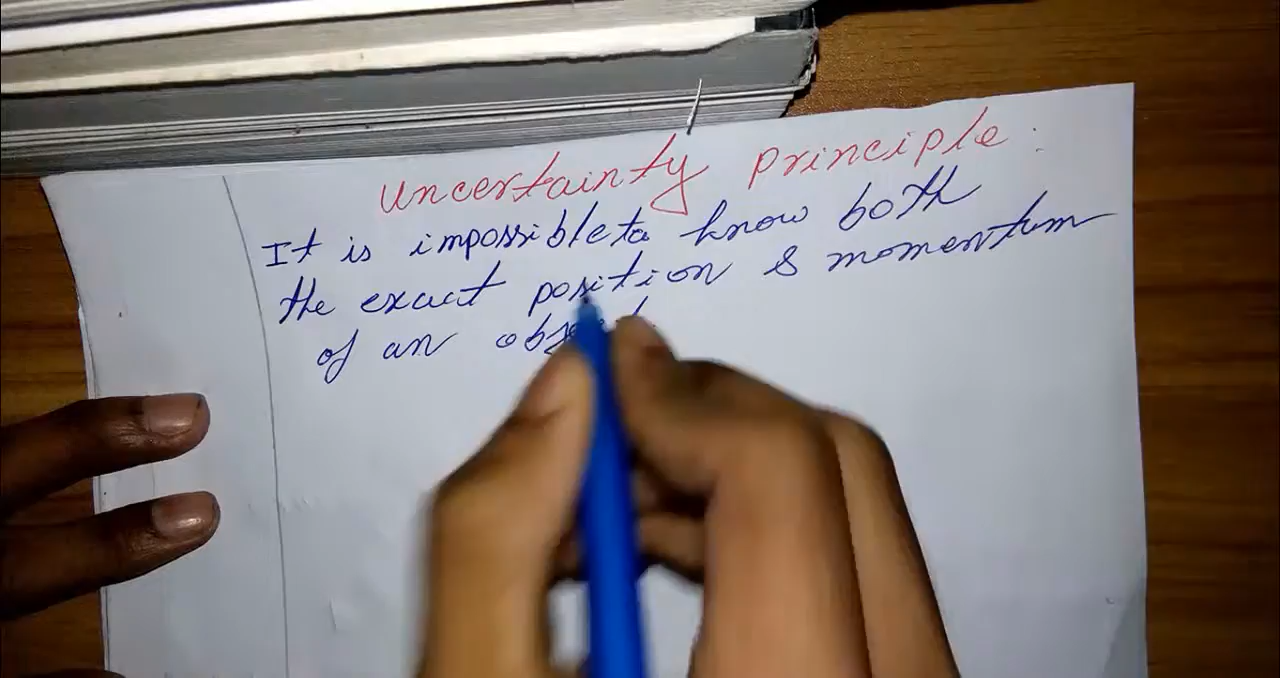 Uncertainty principle:
It is impossible to know both
the exact position & momentum
of an